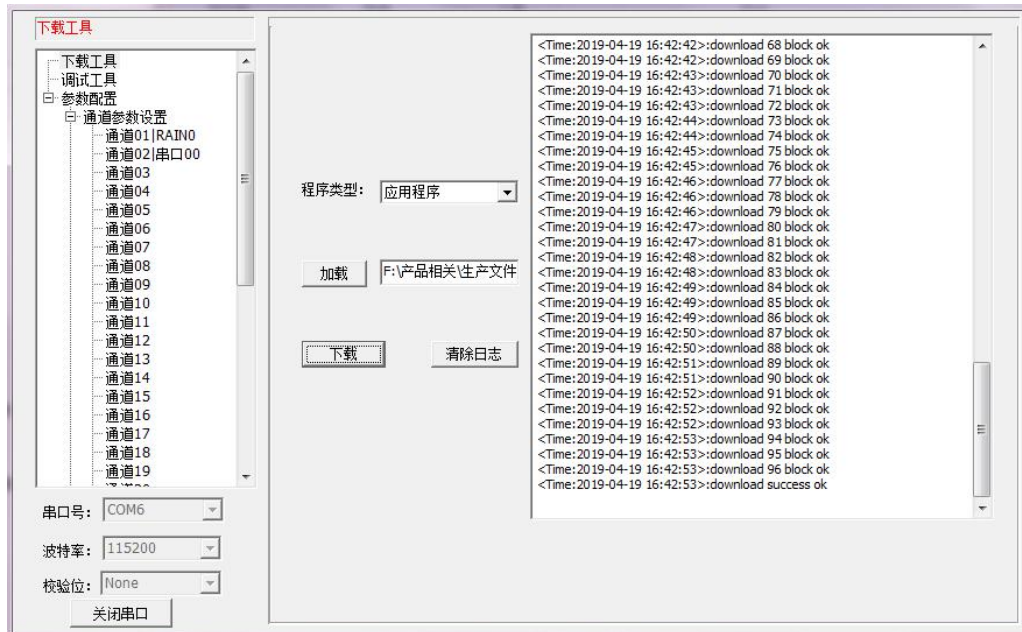 下载工具
下载工具
调试工具
参数配置
通道参数设置
通道01|RAIN0
通道02|串口00
通道03
通道04
通道05
通道06
通道07
通道08
通道09
通道10
通道11
通道12
通道13
通道14
通道15
通道16
通道17
通道18
通道19
串口号：
COM6
波特率：
115200
校验位：
None
关闭串口
程序类型：
应用程序
加载
F:\产品相关\生产文件
下载
清除日志
<Time:2019-04-19 16:42:42>:download 68 block ok
<Time:2019-04-19 16:42:42>:download 69 block ok
<Time:2019-04-19 16:42:43>:download 70 block ok
<Time:2019-04-19 16:42:43>:download 71 block ok
<Time:2019-04-19 16:42:43>:download 72 block ok
<Time:2019-04-19 16:42:44>:download 73 block ok
<Time:2019-04-19 16:42:44>:download 74 block ok
<Time:2019-04-19 16:42:45>:download 75 block ok
<Time:2019-04-19 16:42:45>:download 76 block ok
<Time:2019-04-19 16:42:46>:download 77 block ok
<Time:2019-04-19 16:42:46>:download 78 block ok
<Time:2019-04-19 16:42:46>:download 79 block ok
<Time:2019-04-19 16:42:47>:download 80 block ok
<Time:2019-04-19 16:42:47>:download 81 block ok
<Time:2019-04-19 16:42:48>:download 82 block ok
<Time:2019-04-19 16:42:48>:download 83 block ok
<Time:2019-04-19 16:42:49>:download 84 block ok
<Time:2019-04-19 16:42:49>:download 85 block ok
<Time:2019-04-19 16:42:49>:download 86 block ok
<Time:2019-04-19 16:42:50>:download 87 block ok
<Time:2019-04-19 16:42:50>:download 88 block ok
<Time:2019-04-19 16:42:51>:download 89 block ok
<Time:2019-04-19 16:42:51>:download 90 block ok
<Time:2019-04-19 16:42:52>:download 91 block ok
<Time:2019-04-19 16:42:52>:download 92 block ok
<Time:2019-04-19 16:42:52>:download 93 block ok
<Time:2019-04-19 16:42:53>:download 94 block ok
<Time:2019-04-19 16:42:53>:download 95 block ok
<Time:2019-04-19 16:42:53>:download 96 block ok
<Time:2019-04-19 16:42:53>:download success ok